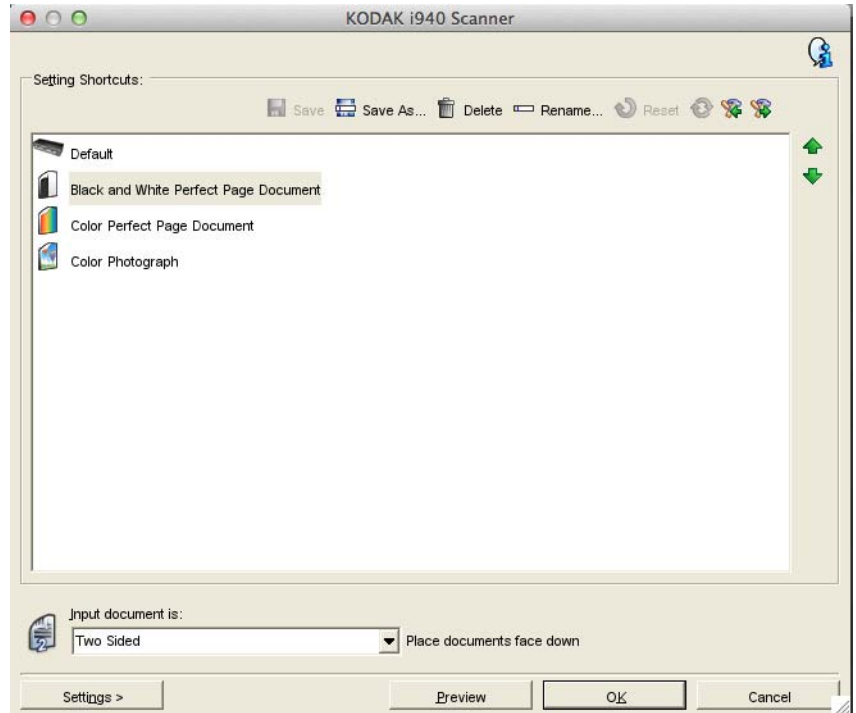 KODAK i940 Scanner
Setting Shortcuts:
Save Save As... Delete Rename... Reset
Default
Black and White Perfect Page Document
Color Perfect Page Document
Color Photograph
Input document is:
Two Sided Place documents face down
Settings > Preview OK Cancel